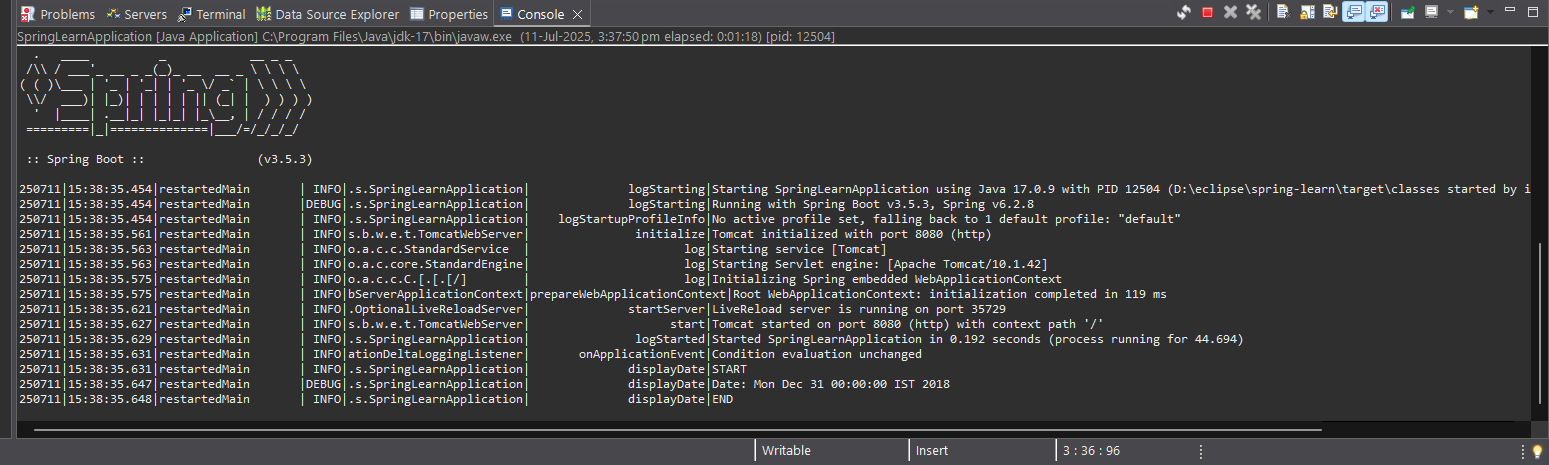 Problems Servers Terminal Data Source Explorer Properties Console
SpringLearnApplication [Java Application] C:\Program Files\Java\jdk-17\bin\javaw.exe (11-Jul-2025, 3:37:50 pm elapsed: 0:01:18) [pid: 12504]
  .   ____          _            __ _ _
 /\\ / ___'_ __ _ _(_)_ __  __ _ \ \ \ \
( ( )\___ | '_ | '_| | '_ \/ _` | \ \ \ \
 \\/  ___)| |_)| | | | | || (_| |  ) ) ) )
  '  |____| .__|_| |_|_| |_\__, | / / / /
 =========|_|==============|___/=/_/_/_/
 :: Spring Boot ::                (v3.5.3)
250711|15:38:35.454|restartedMain       | INFO|.s.SpringLearnApplication|              logStarting|Starting SpringLearnApplication using Java 17.0.9 with PID 12504 (D:\eclipse\spring-learn\target\classes started by i
250711|15:38:35.454|restartedMain       |DEBUG|.s.SpringLearnApplication|              logStarting|Running with Spring Boot v3.5.3, Spring v6.2.8
250711|15:38:35.454|restartedMain       | INFO|.s.SpringLearnApplication|    logStartupProfileInfo|No active profile set, falling back to 1 default profile: "default"
250711|15:38:35.561|restartedMain       | INFO|s.b.w.e.t.TomcatWebServer|               initialize|Tomcat initialized with port 8080 (http)
250711|15:38:35.563|restartedMain       | INFO|o.a.c.c.StandardService  |                      log|Starting service [Tomcat]
250711|15:38:35.563|restartedMain       | INFO|o.a.c.core.StandardEngine|                      log|Starting Servlet engine: [Apache Tomcat/10.1.42]
250711|15:38:35.575|restartedMain       | INFO|o.a.c.c.C.[.[.[/]        |                      log|Initializing Spring embedded WebApplicationContext
250711|15:38:35.575|restartedMain       | INFO|bServerApplicationContext|prepareWebApplicationContext|Root WebApplicationContext: initialization completed in 119 ms
250711|15:38:35.621|restartedMain       | INFO|.OptionalLiveReloadServer|              startServer|LiveReload server is running on port 35729
250711|15:38:35.627|restartedMain       | INFO|s.b.w.e.t.TomcatWebServer|                    start|Tomcat started on port 8080 (http) with context path '/'
250711|15:38:35.629|restartedMain       | INFO|.s.SpringLearnApplication|               logStarted|Started SpringLearnApplication in 0.192 seconds (process running for 44.694)
250711|15:38:35.631|restartedMain       | INFO|ationDeltaLoggingListener|       onApplicationEvent|Condition evaluation unchanged
250711|15:38:35.631|restartedMain       | INFO|.s.SpringLearnApplication|              displayDate|START
250711|15:38:35.647|restartedMain       |DEBUG|.s.SpringLearnApplication|              displayDate|Date: Mon Dec 31 00:00:00 IST 2018
250711|15:38:35.648|restartedMain       | INFO|.s.SpringLearnApplication|              displayDate|END
Writable Insert 3 : 36 : 96